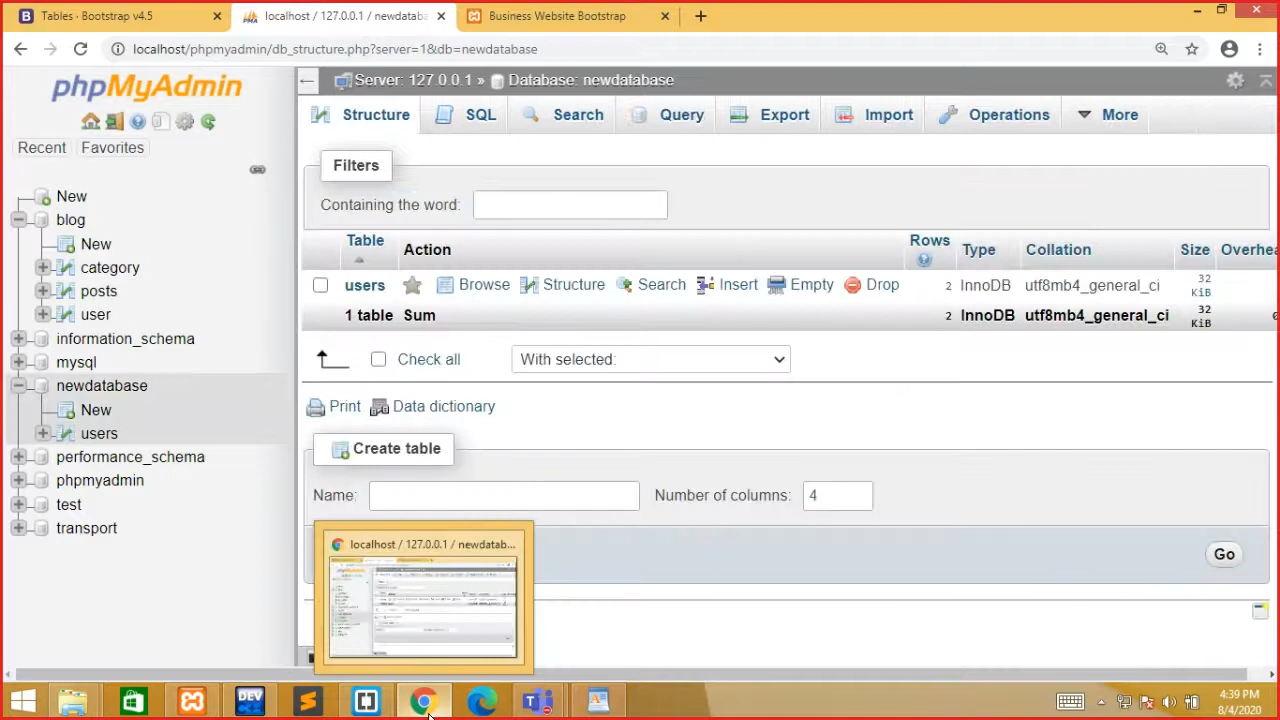 Tables · Bootstrap v4.5
localhost / 127.0.0.1 / newdataba
Business Website Bootstrap
localhost/phpmyadmin/db_structure.php?server=1&db=newdatabase
phpMyAdmin
Recent
Favorites
New
blog
New
category
posts
user
information_schema
mysql
newdatabase
New
users
performance_schema
phpmyadmin
test
transport
Server: 127.0.0.1 » Database: newdatabase
Structure
SQL
Search
Query
Export
Import
Operations
More
Filters
Containing the word:
Table Action Rows Type Collation Size Overhea
users Browse Structure Search Insert Empty Drop 2 InnoDB utf8mb4_general_ci 32 KiB
1 table Sum 2 InnoDB utf8mb4_general_ci 32 KiB
Check all With selected:
Print Data dictionary
Create table
Name: Number of columns: 4
localhost / 127.0.0.1 / newdatab...
Go
DEV
4:39 PM
8/4/2020